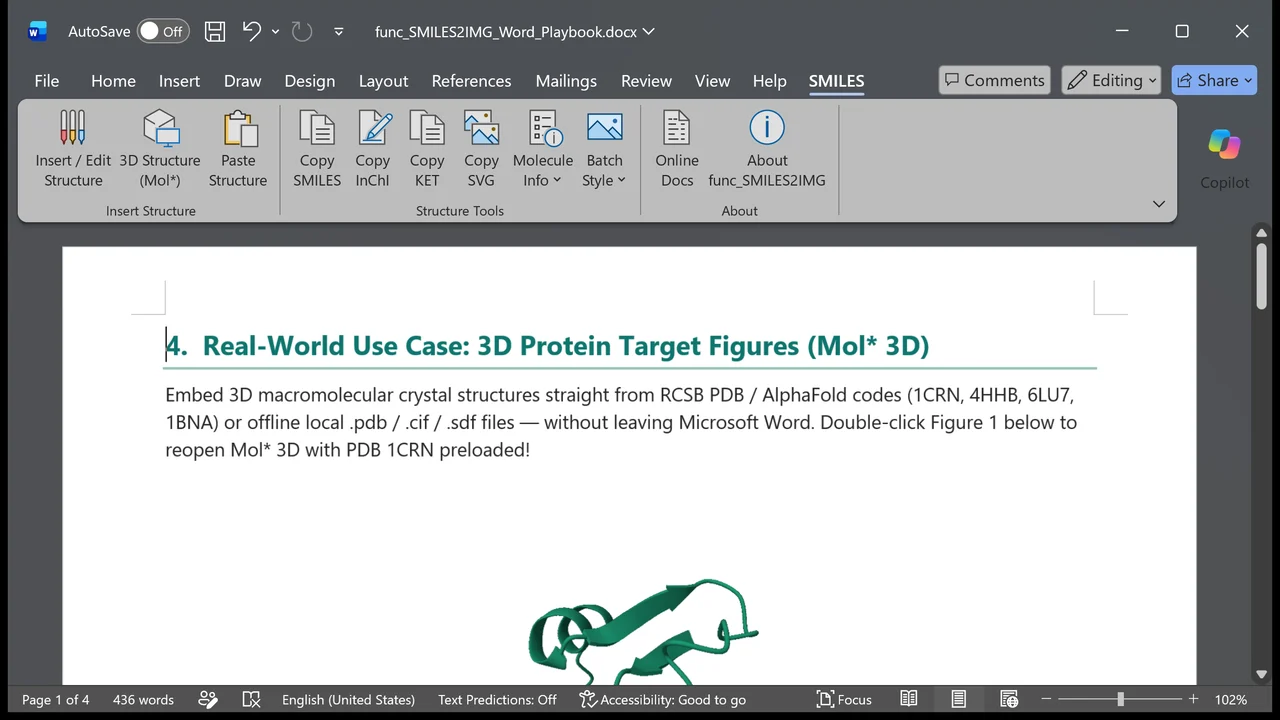 AutoSave Off func_SMILES2IMG_Word_Playbook.docx
File Home Insert Draw Design Layout References Mailings Review View Help SMILES Comments Editing Share
Insert / Edit Structure
3D Structure (Mol*)
Paste Structure
Insert Structure
Copy SMILES
Copy InChI
Copy KET
Copy SVG
Molecule Info
Batch Style
Structure Tools
Online Docs
About func_SMILES2IMG
About
Copilot
4. Real-World Use Case: 3D Protein Target Figures (Mol* 3D)
Embed 3D macromolecular crystal structures straight from RCSB PDB / AlphaFold codes (1CRN, 4HHB, 6LU7,
1BNA) or offline local .pdb / .cif / .sdf files — without leaving Microsoft Word. Double-click Figure 1 below to
reopen Mol* 3D with PDB 1CRN preloaded!
Page 1 of 4 436 words English (United States) Text Predictions: Off Accessibility: Good to go Focus 102%